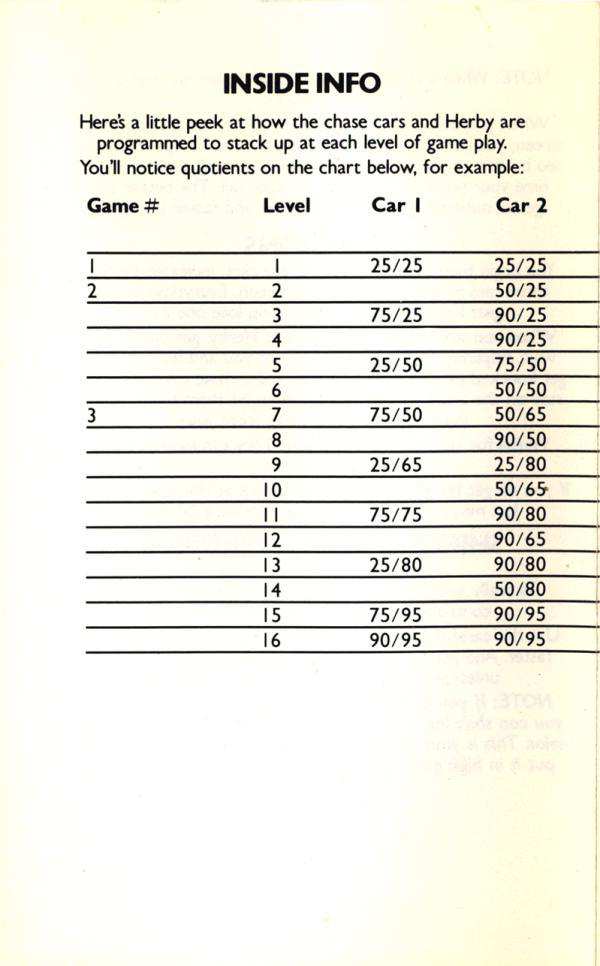 INSIDE INFO
Here's a little peek at how the chase cars and Herby are
programmed to stack up at each level of game play.
You'll notice quotients on the chart below, for example:
Game # Level Car 1 Car 2
1 1 25/25 25/25
2 2 50/25
3 75/25 90/25
4 90/25
5 25/50 75/50
6 50/50
3 7 75/50 50/65
8 90/50
9 25/65 25/80
10 50/65
11 75/75 90/80
12 90/65
13 25/80 90/80
14 50/80
15 75/95 90/95
16 90/95 90/95